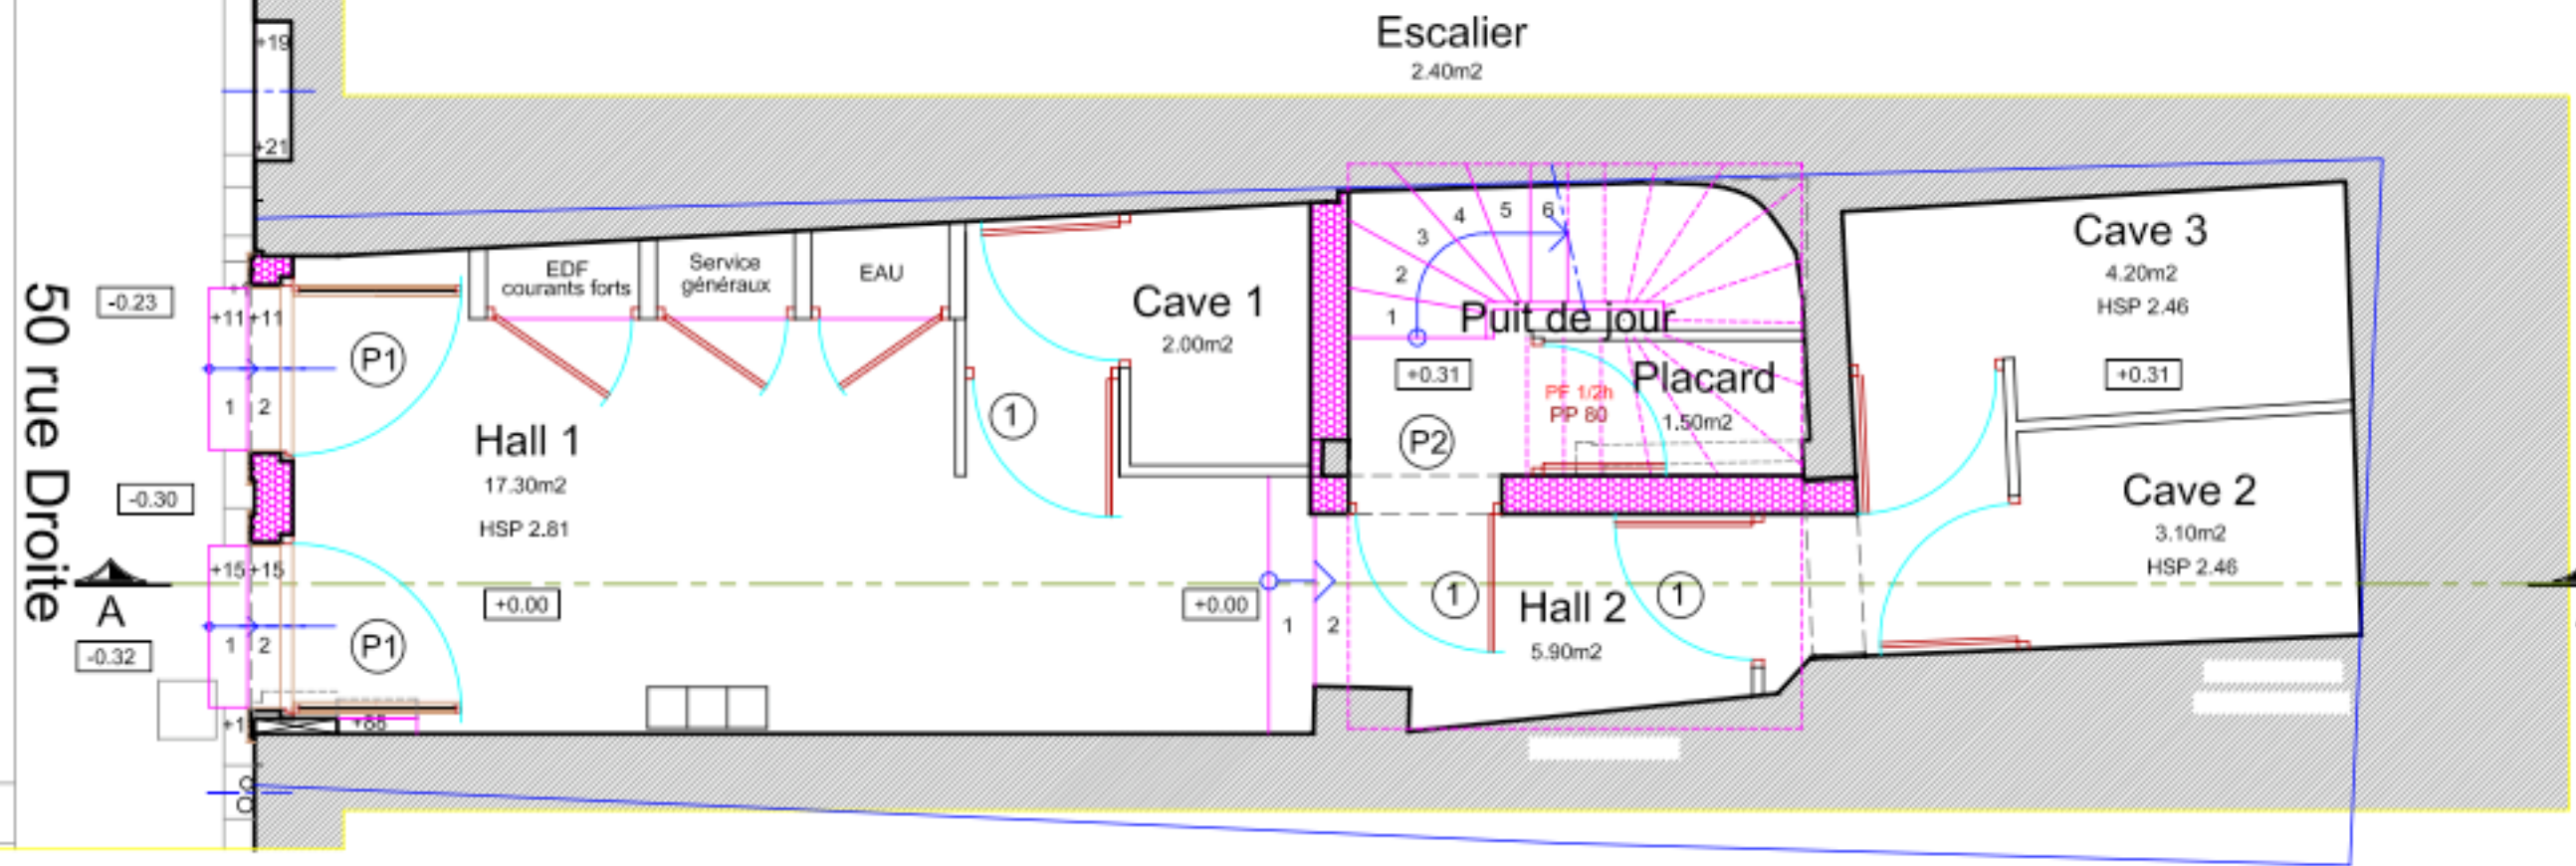 Escalier
2.40m2
+19
+21
50 rue Droite
-0.23
-0.30
-0.32
A
+11
+11
1
2
+15
+15
1
2
+1
+88
P1
P1
EDF
courants forts
Service
généraux
EAU
Hall 1
17.30m2
HSP 2.81
+0.00
1
Cave 1
2.00m2
+0.00
1
2
1
2
3
4
5
6
Puit de jour
+0.31
P2
PF 1/2h
PP 80
Placard
1.50m2
1
Hall 2
5.90m2
1
Cave 3
4.20m2
HSP 2.46
+0.31
Cave 2
3.10m2
HSP 2.46